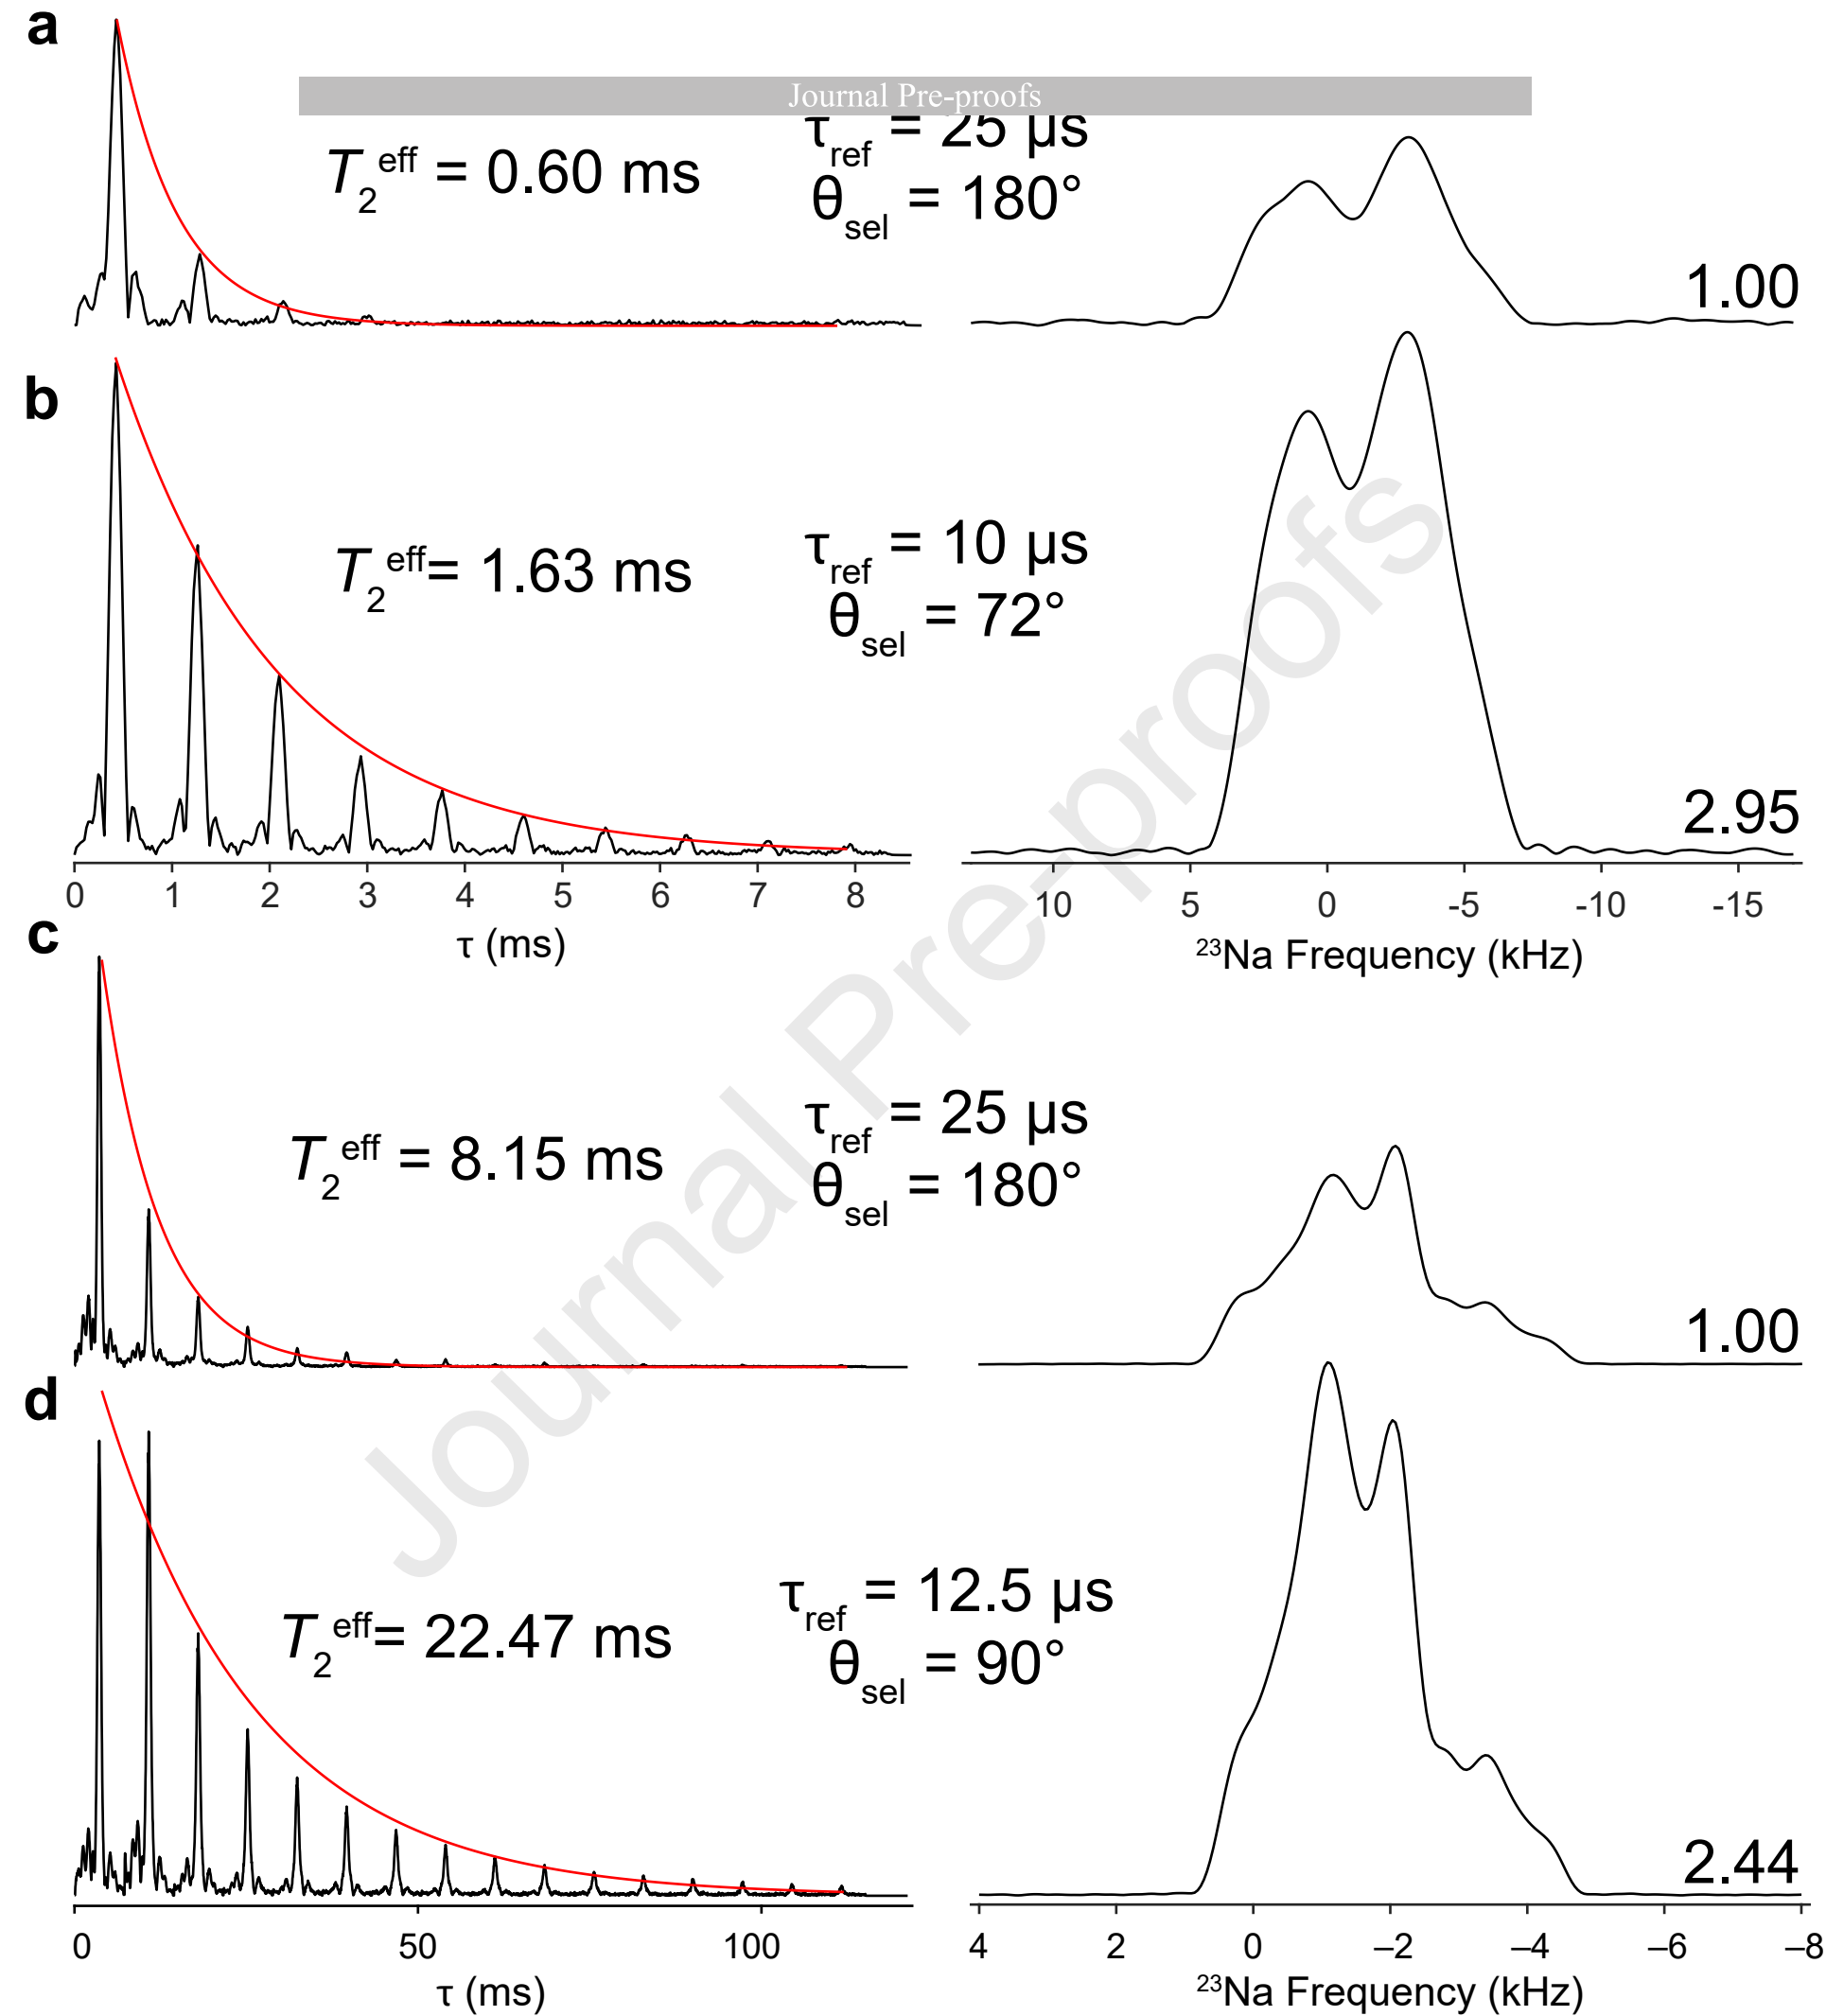 a
Journal Pre-proofs
τref = 25 µs
T2eff = 0.60 ms
θsel = 180°
1.00
b
τref = 10 µs
T2eff= 1.63 ms
θsel = 72°
2.95
0 1 2 3 4 5 6 7 8
10 5 0 -5 -10 -15
τ (ms)
23Na Frequency (kHz)
c
τref = 25 µs
T2eff = 8.15 ms
θsel = 180°
1.00
d
τref = 12.5 µs
T2eff= 22.47 ms
θsel = 90°
2.44
0 50 100
4 2 0 –2 –4 –6 –8
τ (ms)
23Na Frequency (kHz)
Journal Pre-proofs